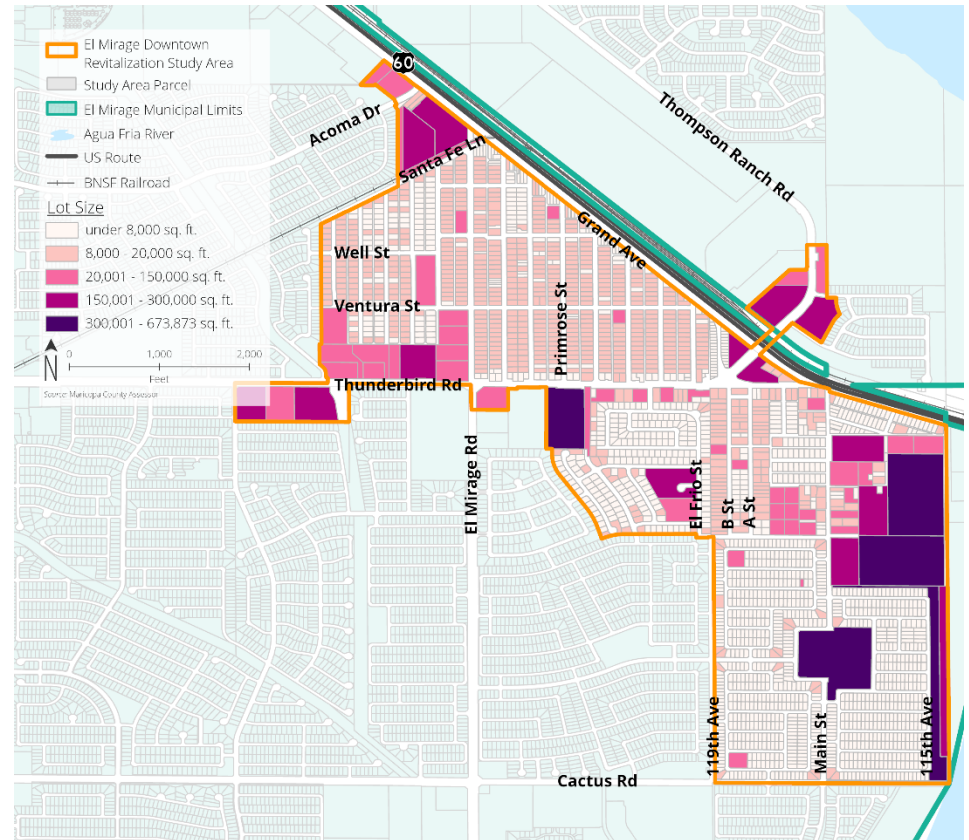 El Mirage Downtown
Revitalization Study Area
Study Area Parcel
El Mirage Municipal Limits
Agua Fria River
US Route
BNSF Railroad
Lot Size
under 8,000 sq. ft.
8,000 - 20,000 sq. ft.
20,001 - 150,000 sq. ft.
150,001 - 300,000 sq. ft.
300,001 - 673,873 sq. ft.
N
0 1,000 2,000
Feet
Source: Maricopa County Assessor
60
Acoma Dr
Santa Fe Ln
Thompson Ranch Rd
Grand Ave
Well St
Ventura St
Primrose St
Thunderbird Rd
El Mirage Rd
El Frio St
B St
A St
119th Ave
Main St
115th Ave
Cactus Rd